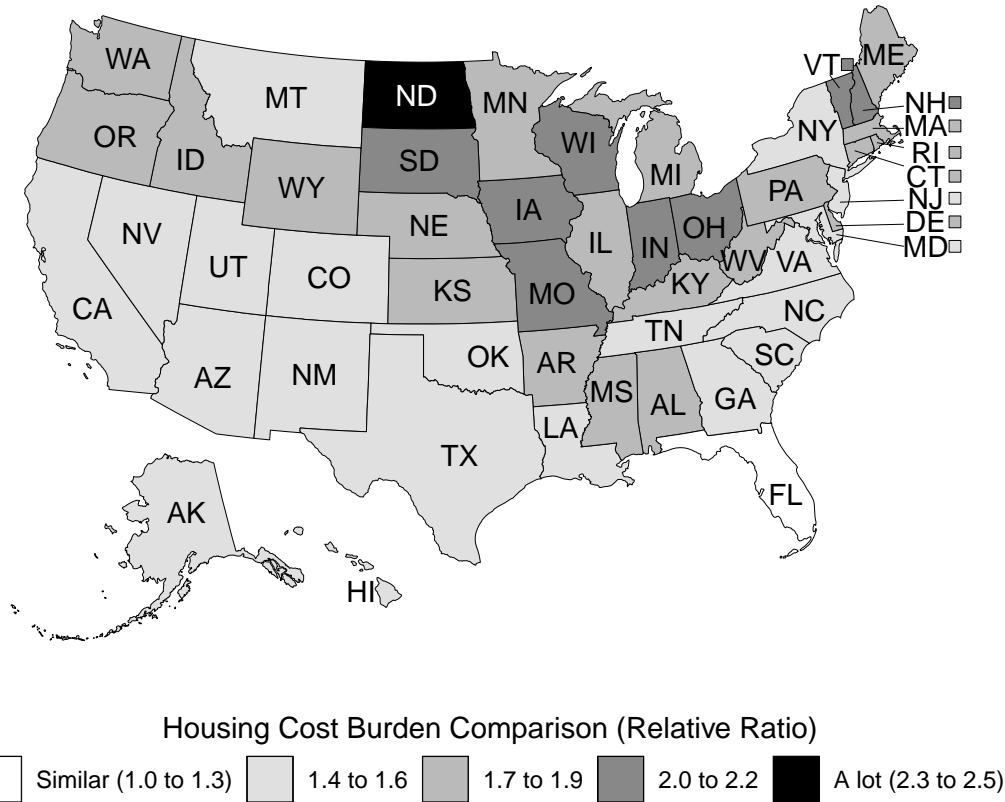 WA
MT
ND
MN
VT
ME
OR
ID
WY
SD
WI
MI
NY
NH
MA
RI
CT
NJ
DE
MD
NV
UT
CO
NE
IA
IL
IN
OH
PA
WV
VA
CA
AZ
NM
KS
MO
KY
NC
TN
OK
AR
SC
MS
AL
GA
LA
TX
FL
AK
HI
Housing Cost Burden Comparison (Relative Ratio)
Similar (1.0 to 1.3) 1.4 to 1.6 1.7 to 1.9 2.0 to 2.2 A lot (2.3 to 2.5)